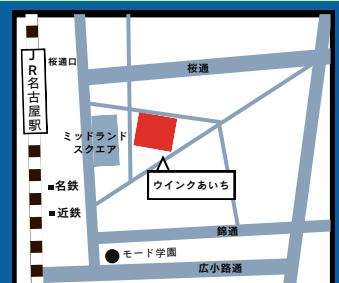 JR名古屋駅
桜通口
桜通
ミッドランド
スクエア
ウインクあいち
■名鉄
■近鉄
錦通
モード学園
広小路通